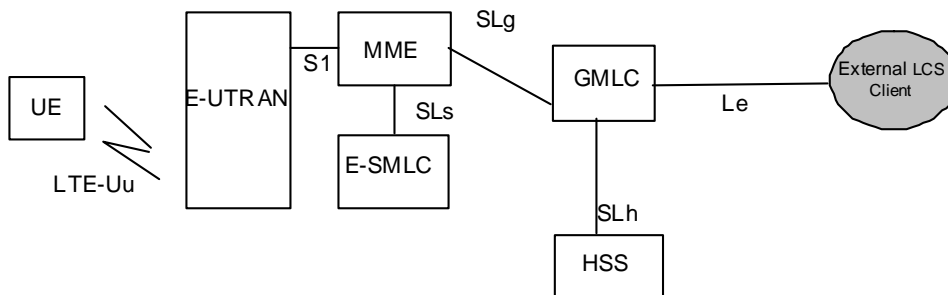 SLg
MME
S1
GMLC
External LCS
Client
E-UTRAN
UE
Le
SLs
E-SMLC
LTE-Uu
SLh
HSS